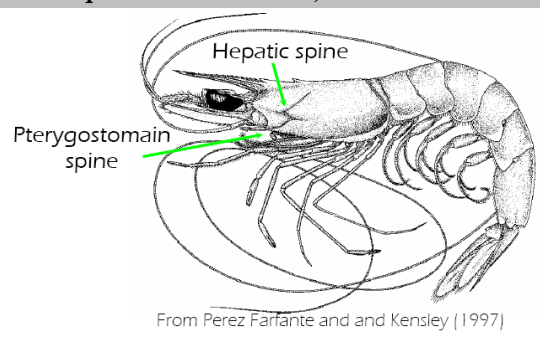 Hepatic spine
Pterygostomain
spine
From Perez Farfante and and Kensley (1997)